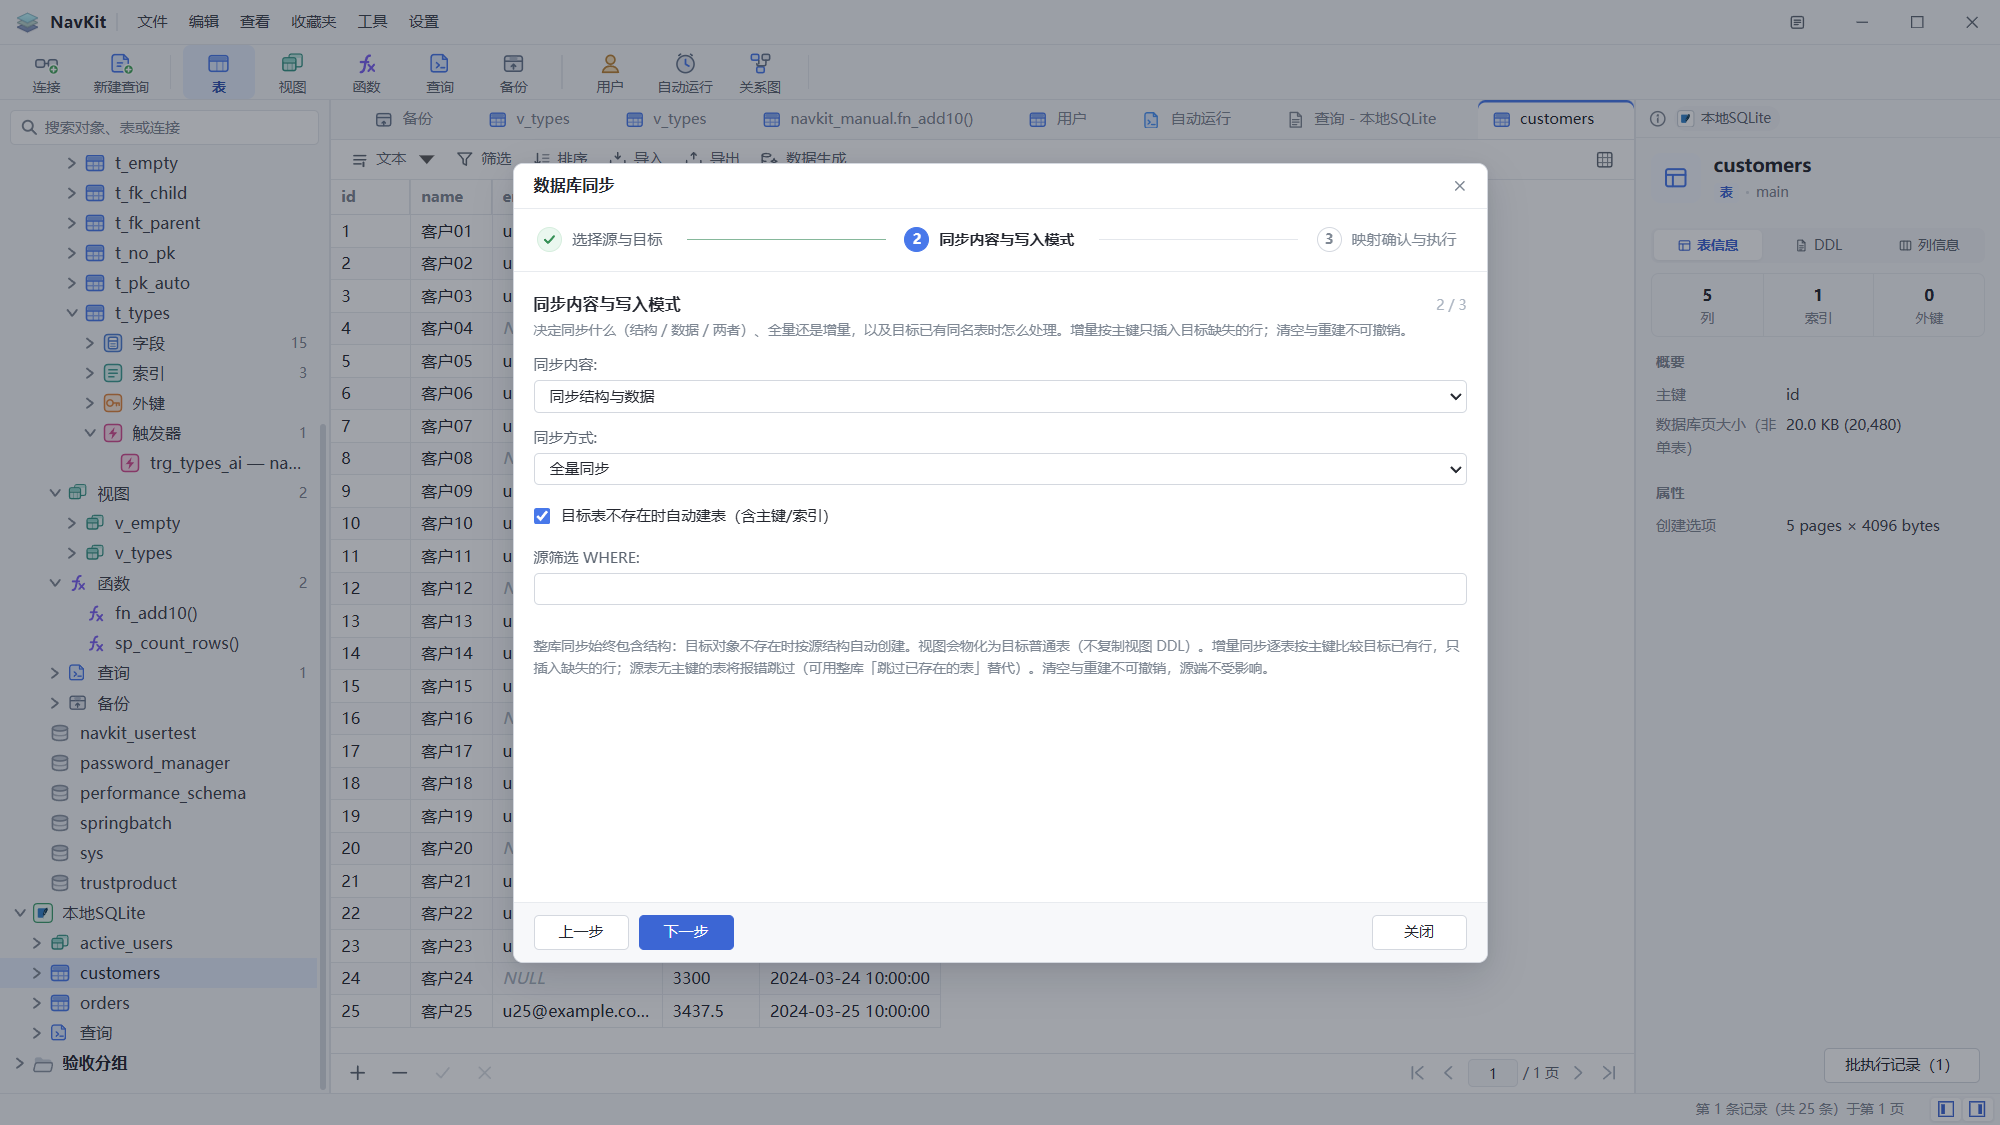 NavKit 文件 编辑 查看 收藏夹 工具 设置
连接 新建查询 表 视图 函数 查询 备份 用户 自动运行 关系图
搜索对象、表或连接
t_empty
t_fk_child
t_fk_parent
t_no_pk
t_pk_auto
t_types
字段 15
索引 3
外键
触发器 1
trg_types_ai — na...
视图 2
v_empty
v_types
函数 2
fn_add10()
sp_count_rows()
查询 1
备份
navkit_usertest
password_manager
performance_schema
springbatch
sys
trustproduct
本地SQLite
active_users
customers
orders
查询
验收分组
备份 v_types v_types navkit_manual.fn_add10() 用户 自动运行 查询 - 本地SQLite customers
文本 筛选 排序 导入 导出 数据生成
id name e
1 客户01 u
2 客户02 u
3 客户03 u
4 客户04 N
5 客户05 u
6 客户06 u
7 客户07 u
8 客户08 N
9 客户09 u
10 客户10 u
11 客户11 u
12 客户12 N
13 客户13 u
14 客户14 u
15 客户15 u
16 客户16 N
17 客户17 u
18 客户18 u
19 客户19 u
20 客户20 N
21 客户21 u
22 客户22 u
23 客户23 u
24 客户24 NULL 3300 2024-03-24 10:00:00
25 客户25 u25@example.co... 3437.5 2024-03-25 10:00:00
数据库同步
选择源与目标 2 同步内容与写入模式 3 映射确认与执行
同步内容与写入模式 2 / 3
决定同步什么（结构 / 数据 / 两者）、全量还是增量，以及目标已有同名表时怎么处理。增量按主键只插入目标缺失的行；清空与重建不可撤销。
同步内容:
同步结构与数据
同步方式:
全量同步
目标表不存在时自动建表（含主键/索引）
源筛选 WHERE:
整库同步始终包含结构：目标对象不存在时按源结构自动创建。视图会物化为目标普通表（不复制视图 DDL）。增量同步逐表按主键比较目标已有行，只
插入缺失的行；源表无主键的表将报错跳过（可用整库「跳过已存在的表」替代）。清空与重建不可撤销，源端不受影响。
上一步 下一步 关闭
1 / 1 页
本地SQLite
customers
表 · main
表信息 DDL 列信息
5 1 0
列 索引 外键
概要
主键 id
数据库页大小（非 20.0 KB (20,480)
单表）
属性
创建选项 5 pages × 4096 bytes
批执行记录（1）
第 1 条记录（共 25 条）于第 1 页